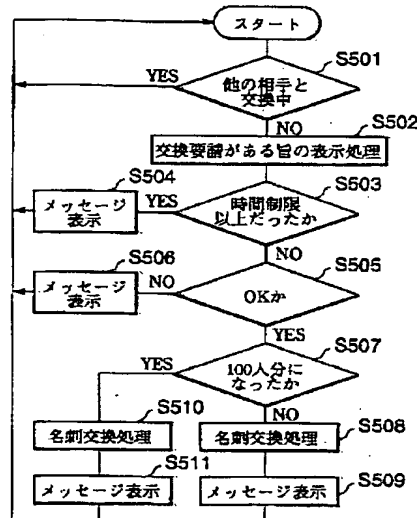 スタート
S501
YES
他の相手と
交換中
NO
S502
交換要請がある旨の表示処理
S504
S503
メッセージ
表示
YES
時間制限
以上だったか
NO
S506
S505
メッセージ
表示
NO
OKか
YES
S507
YES
100人分に
なったか
S510
NO
名刺交換処理
名刺交換処理
S508
S511
メッセージ表示
メッセージ表示
S509